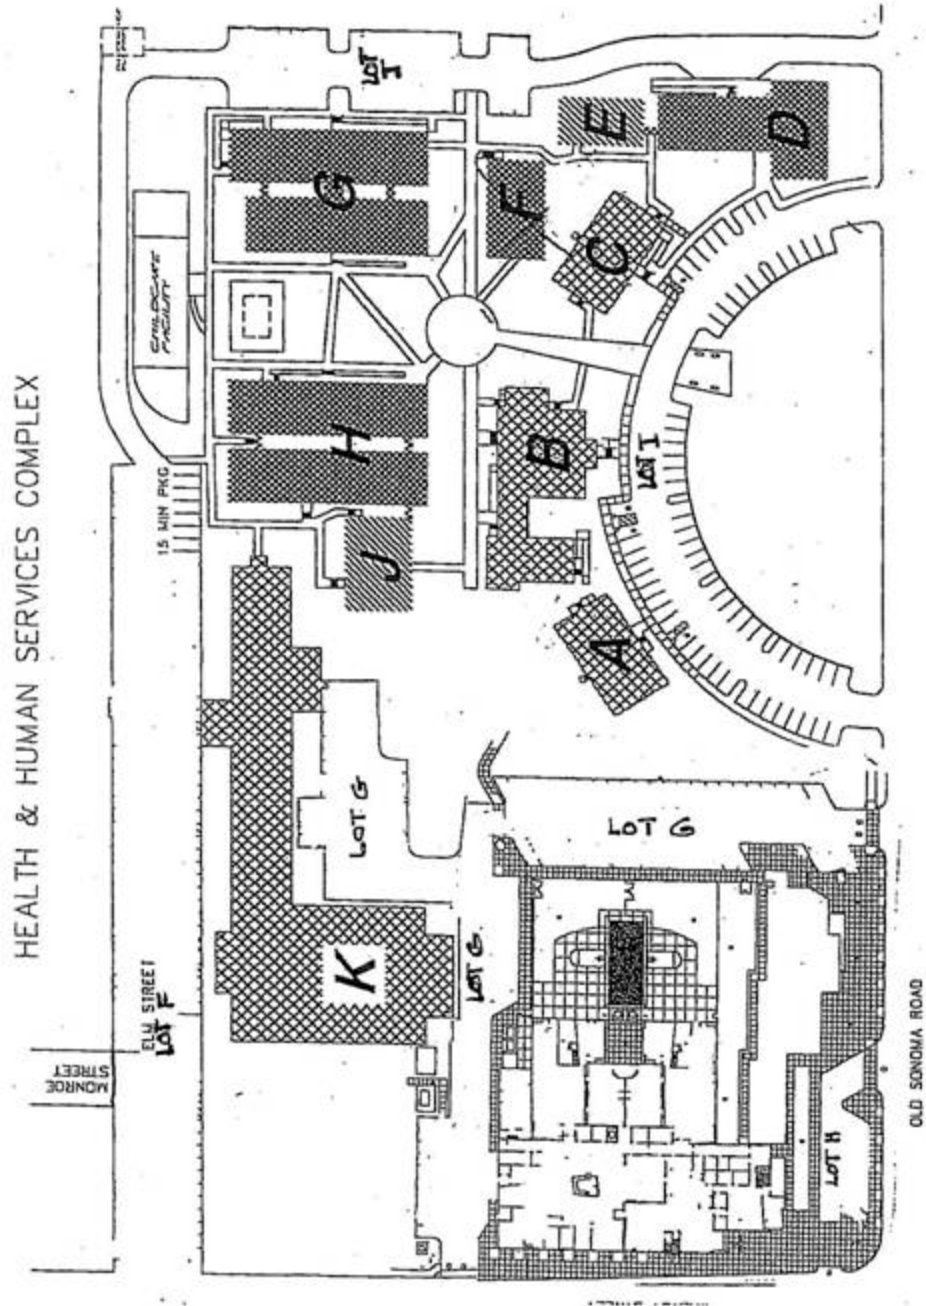 HEALTH & HUMAN SERVICES COMPLEX
MONROE
STREET
ELM STREET
LOT F
15 MIN PKG
CHILDCARE
FACILITY
K
LOT G
J
H
G
LOT J
LOT G
LOT G
A
B
C
F
E
D
LOT I
LOT H
OLD SONOMA ROAD